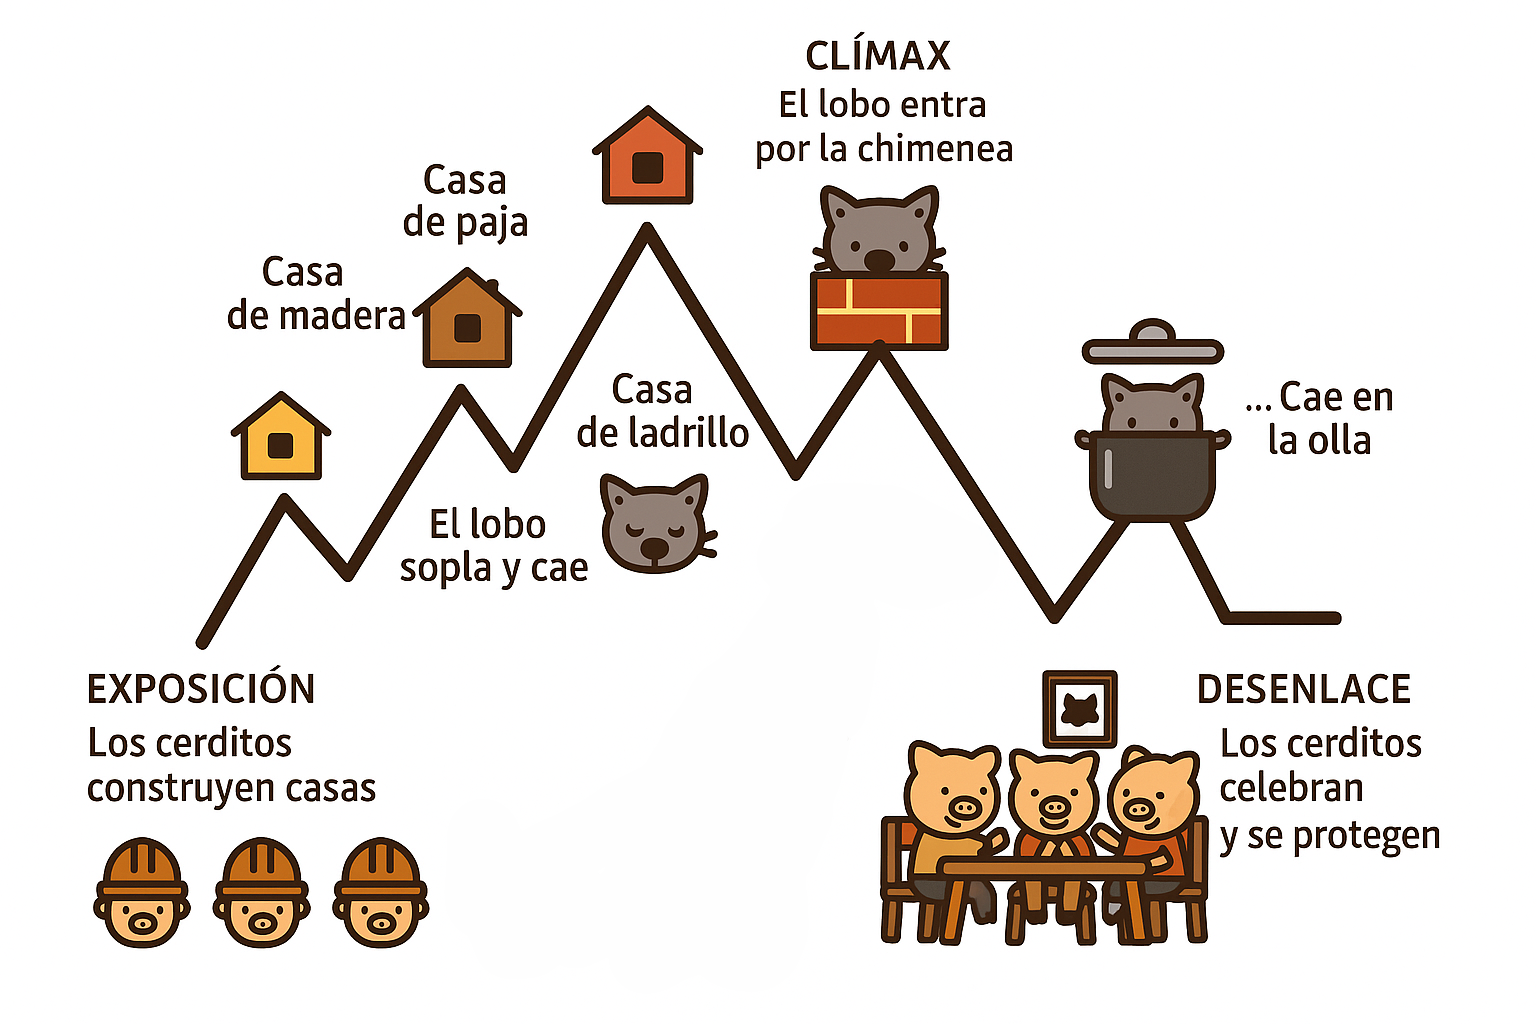 CLÍMAX
El lobo entra
por la chimenea
Casa
de paja
Casa
de madera
Casa
de ladrillo
... Cae en
la olla
El lobo
sopla y cae
EXPOSICIÓN
Los cerditos
construyen casas
DESENLACE
Los cerditos
celebran
y se protegen